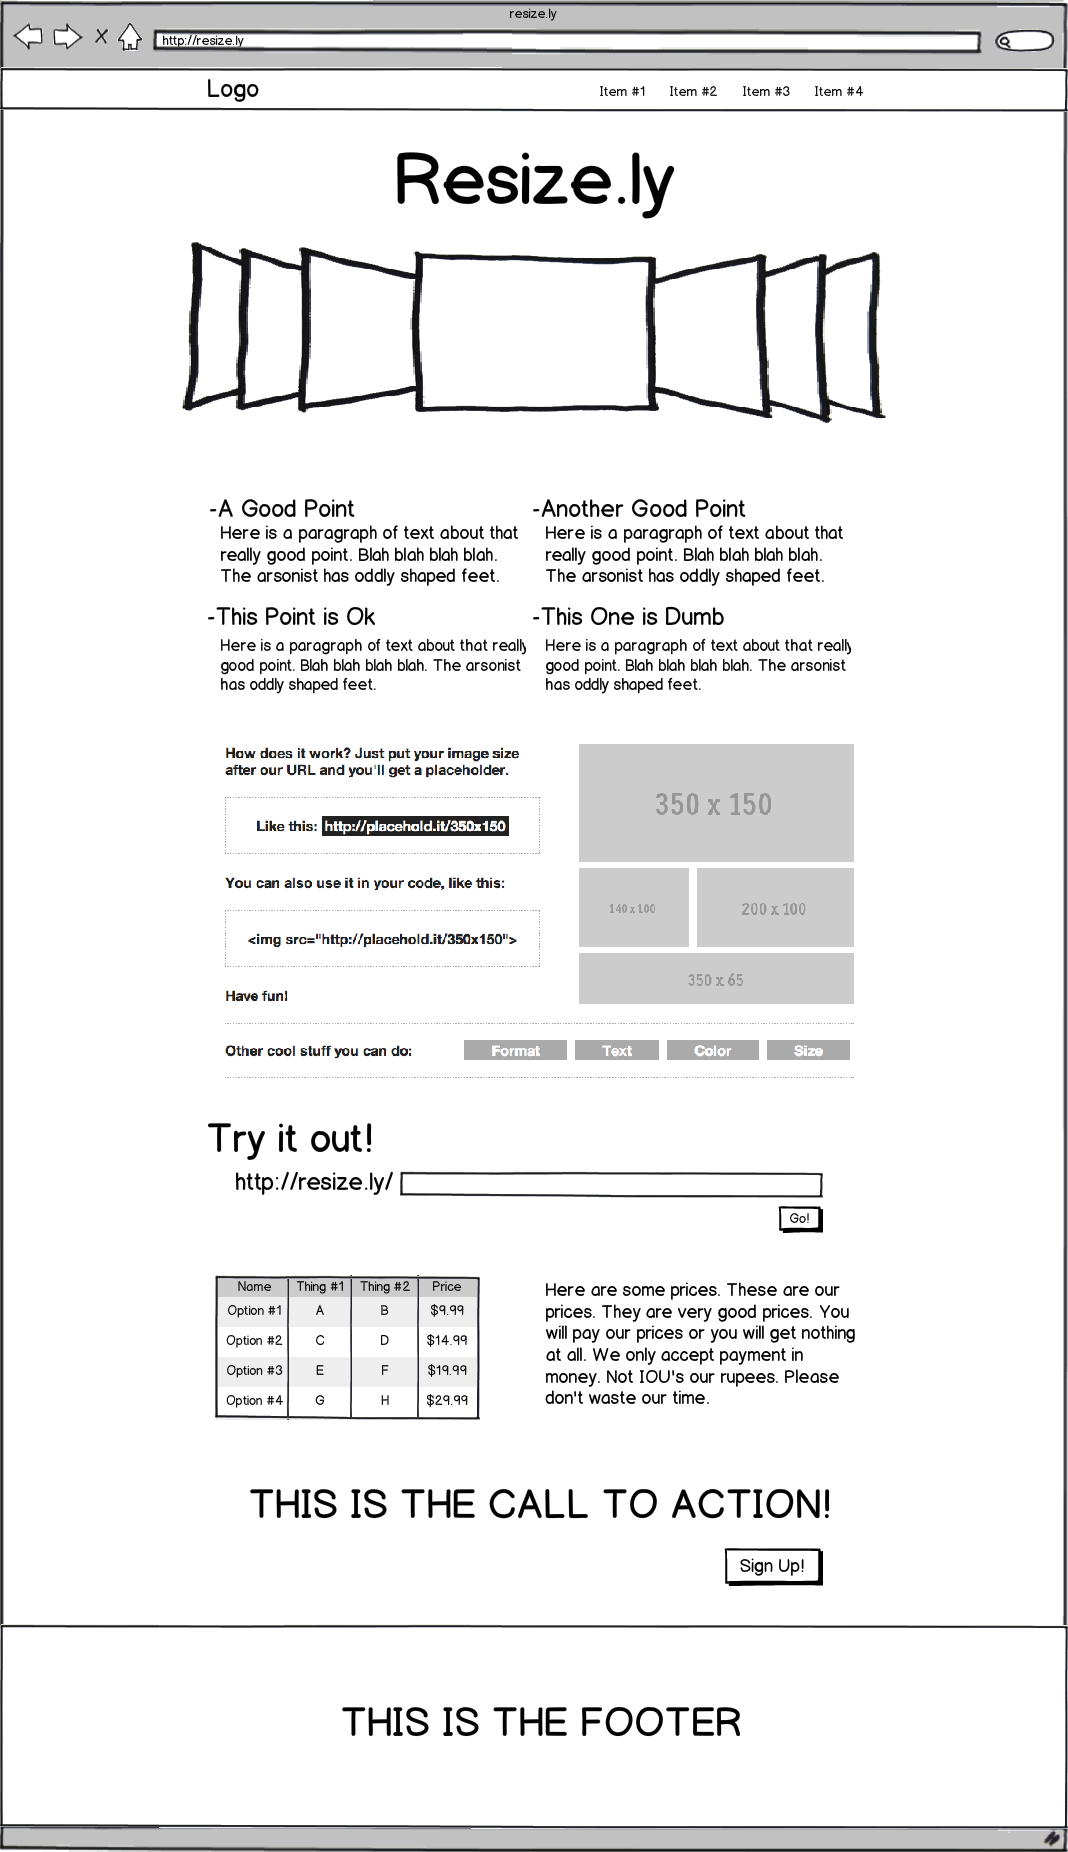 resize.ly
http://resize.ly
Logo
Item #1 Item #2 Item #3 Item #4
Resize.ly
-A Good Point
Here is a paragraph of text about that
really good point. Blah blah blah blah.
The arsonist has oddly shaped feet.
-Another Good Point
Here is a paragraph of text about that
really good point. Blah blah blah blah.
The arsonist has oddly shaped feet.
-This Point is Ok
Here is a paragraph of text about that really
good point. Blah blah blah blah. The arsonist
has oddly shaped feet.
-This One is Dumb
Here is a paragraph of text about that really
good point. Blah blah blah blah. The arsonist
has oddly shaped feet.
How does it work? Just put your image size
after our URL and you'll get a placeholder.
Like this: http://placehold.it/350x150
You can also use it in your code, like this:
<img src="http://placehold.it/350x150">
Have fun!
350 x 150
140 x 100
200 x 100
350 x 65
Other cool stuff you can do: Format Text Color Size
Try it out!
http://resize.ly/
Go!
Name Thing #1 Thing #2 Price
Option #1 A B $9.99
Option #2 C D $14.99
Option #3 E F $19.99
Option #4 G H $29.99
Here are some prices. These are our
prices. They are very good prices. You
will pay our prices or you will get nothing
at all. We only accept payment in
money. Not IOU's our rupees. Please
don't waste our time.
THIS IS THE CALL TO ACTION!
Sign Up!
THIS IS THE FOOTER